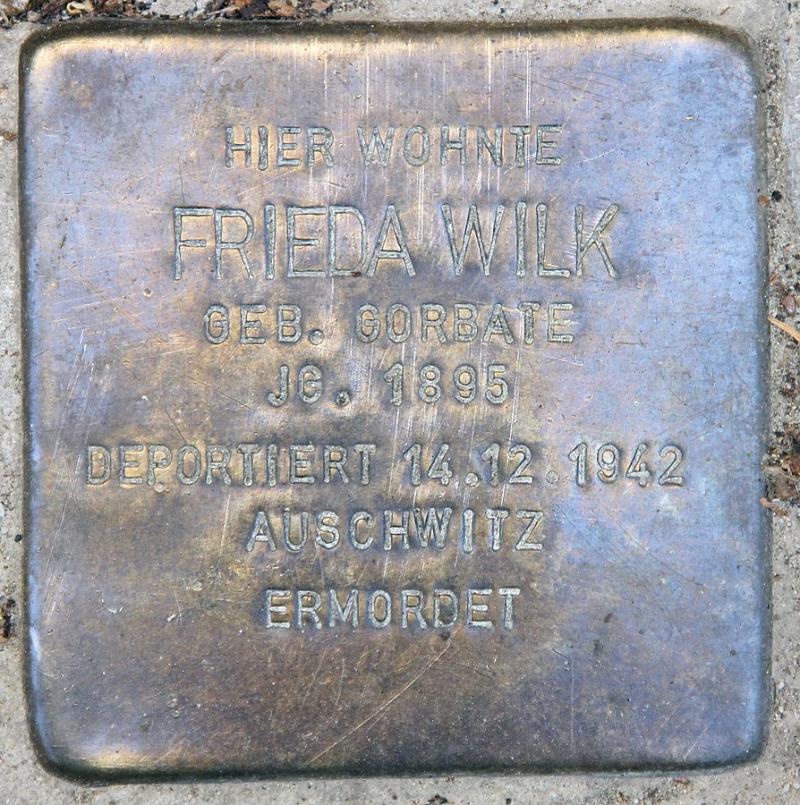 HIER WOHNTE
FRIEDA WILK
GEB. GORBATE
JG. 1895
DEPORTIERT 14.12.1942
AUSCHWITZ
ERMORDET